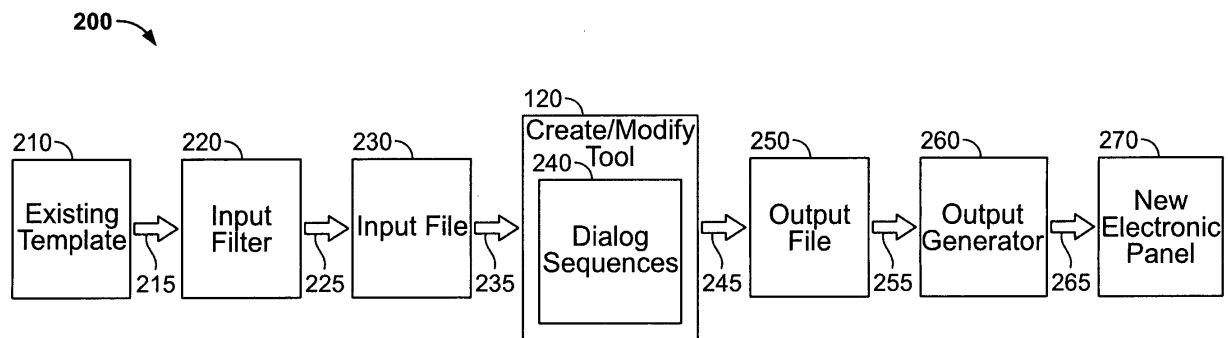 200
210
Existing
Template
215
220
Input
Filter
225
230
Input File
235
120
Create/Modify
Tool
240
Dialog
Sequences
245
250
Output
File
255
260
Output
Generator
265
270
New
Electronic
Panel